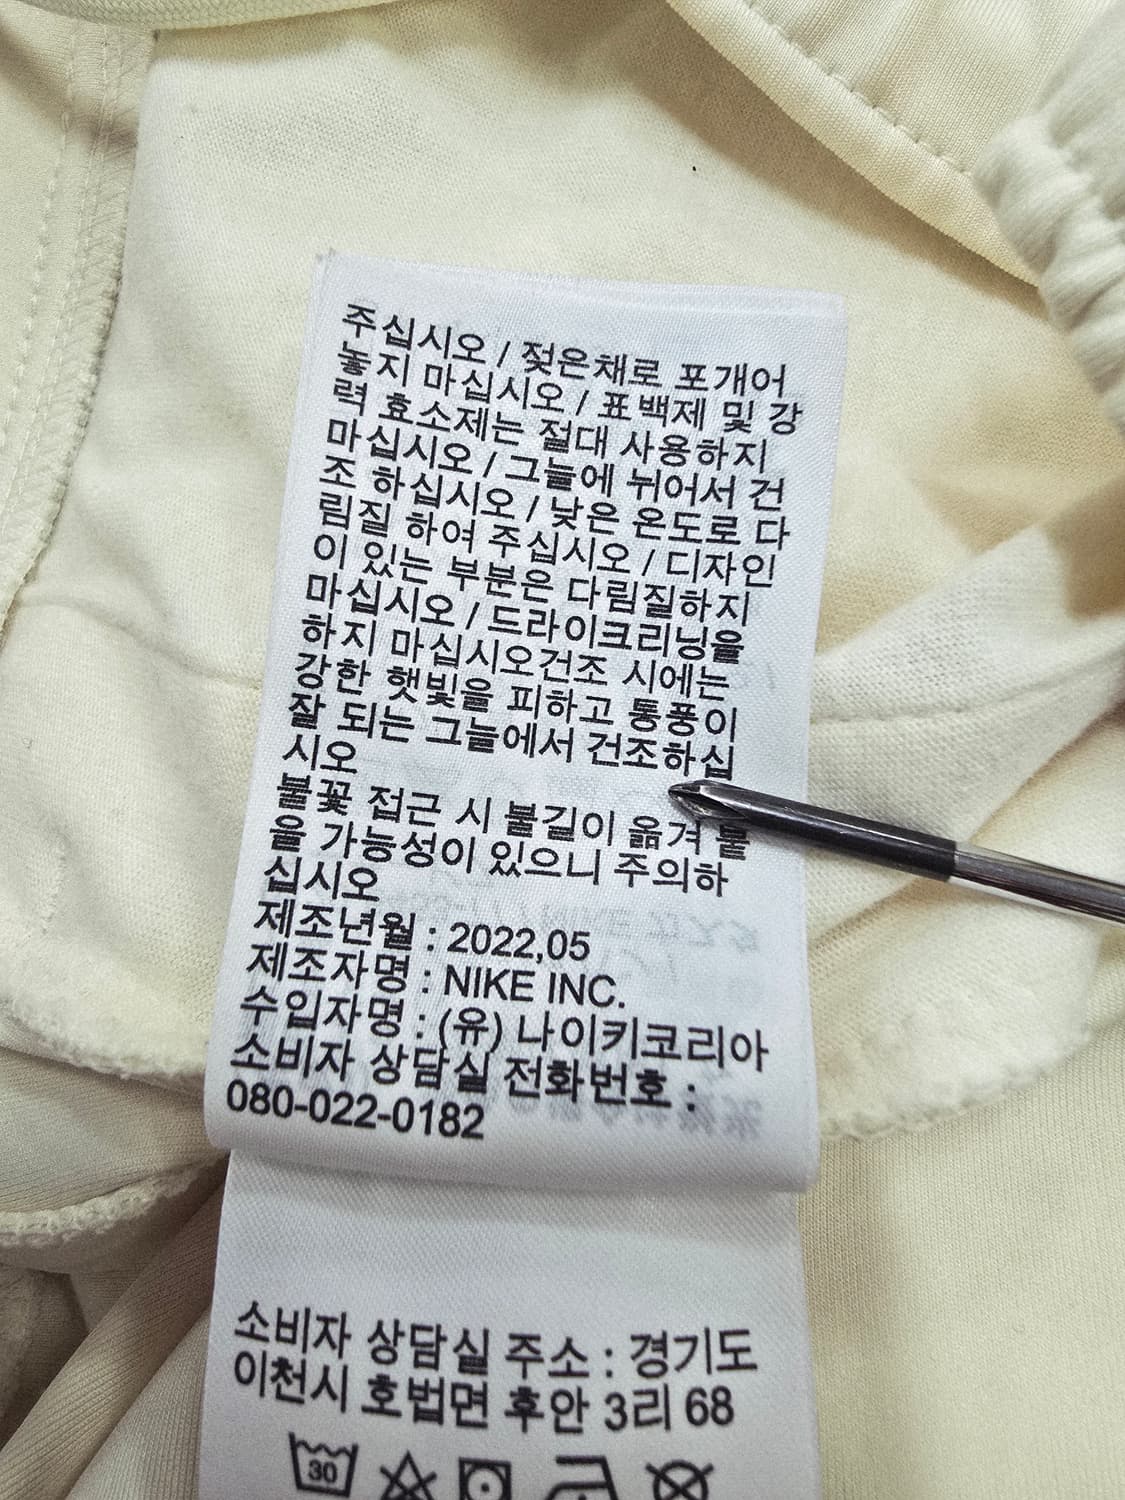 주십시오 / 젖은채로 포개어
놓지 마십시오 / 표백제 및 강
력 효소제는 절대 사용하지
마십시오 / 그늘에 뉘어서 건
조 하십시오 / 낮은 온도로 다
림질 하여 주십시오 / 디자인
이 있는 부분은 다림질하지
마십시오 / 드라이크리닝을
하지 마십시오건조 시에는
강한 햇빛을 피하고 통풍이
잘 되는 그늘에서 건조하십
시오
불꽃 접근 시 불길이 옮겨 붙
을 가능성이 있으니 주의하
십시오
제조년월 : 2022,05
제조자명 : NIKE INC.
수입자명 : (유) 나이키코리아
소비자 상담실 전화번호 :
080-022-0182
소비자 상담실 주소 : 경기도
이천시 호법면 후안 3리 68
30